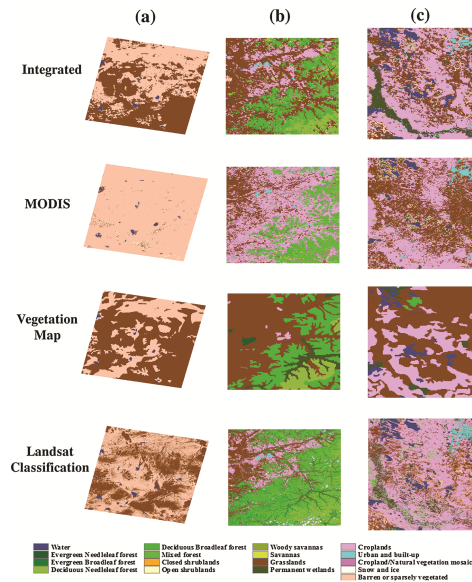 (a) (b) (c)
Integrated
MODIS
Vegetation
Map
Landsat
Classification
Water
Evergreen Needleleaf forest
Evergreen Broadleaf forest
Deciduous Needleleaf forest
Deciduous Broadleaf forest
Mixed forest
Closed shrublands
Open shrublands
Woody savannas
Savannas
Grasslands
Permanent wetlands
Croplands
Urban and built-up
Cropland/Natural vegetation mosaic
Snow and ice
Barren or sparsely vegetated